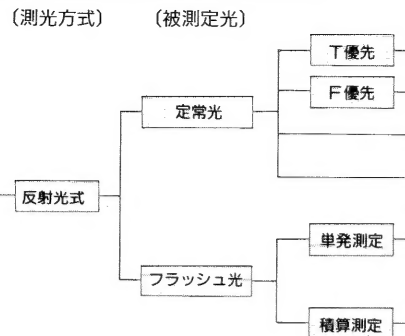 〔測光方式〕 〔被測定光〕
T優先
F優先
定常光
反射光式
単発測定
フラッシュ光
積算測定